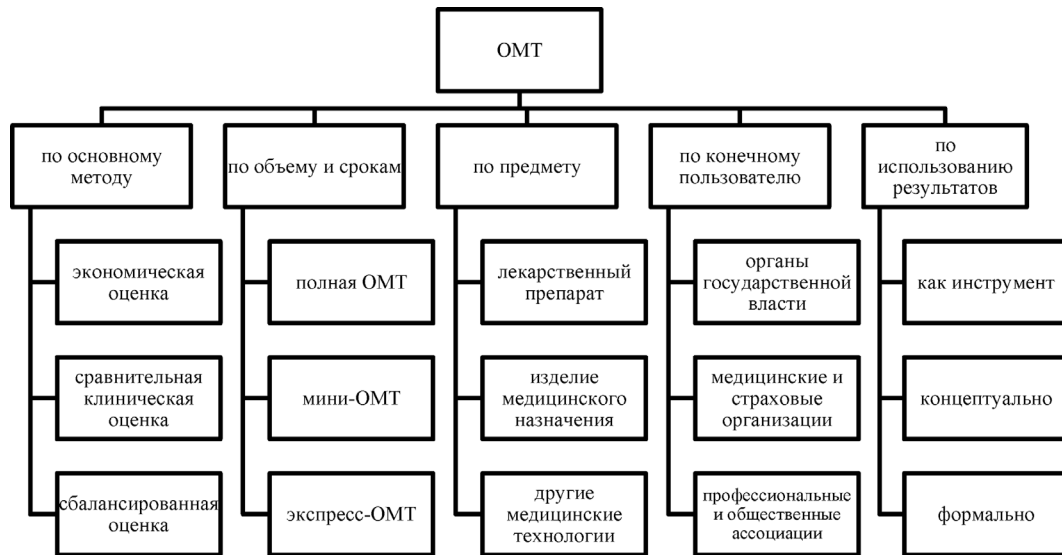 ОМТ
по основному
методу
по объему и срокам
по предмету
по конечному
пользователю
по
использованию
результатов
экономическая
оценка
сравнительная
клиническая
оценка
сбалансированная
оценка
полная ОМТ
мини-ОМТ
экспресс-ОМТ
лекарственный
препарат
изделие
медицинского
назначения
другие
медицинские
технологии
органы
государственной
власти
медицинские и
страховые
организации
профессиональные
и общественные
ассоциации
как инструмент
концептуально
формально